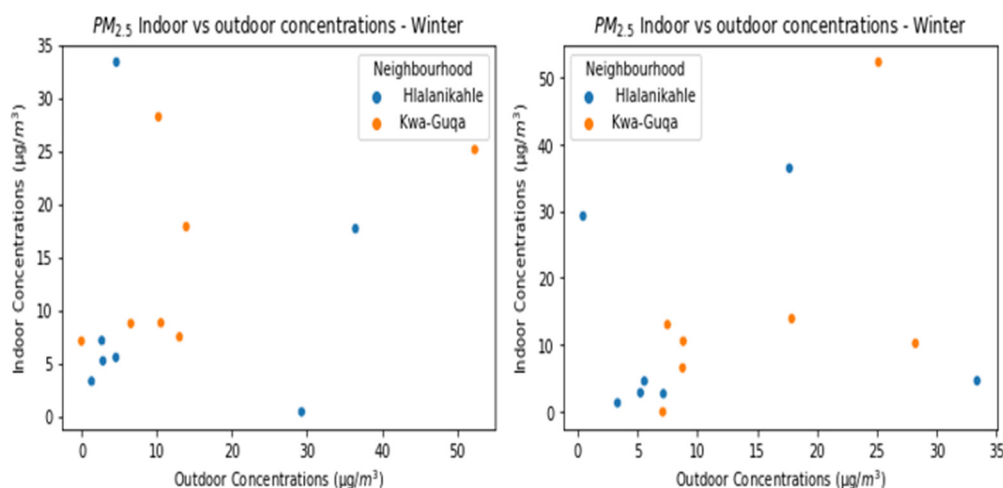 PM2.5 Indoor vs outdoor concentrations - Winter
35
30
25
20
15
10
5
0
Indoor Concentrations (μg/m³)
Neighbourhood
Hlalanikahle
Kwa-Guqa
0 10 20 30 40 50
Outdoor Concentrations (μg/m³)
PM2.5 Indoor vs outdoor concentrations - Winter
50
40
30
20
10
0
Indoor Concentrations (μg/m³)
Neighbourhood
Hlalanikahle
Kwa-Guqa
0 5 10 15 20 25 30 35
Outdoor Concentrations (μg/m³)